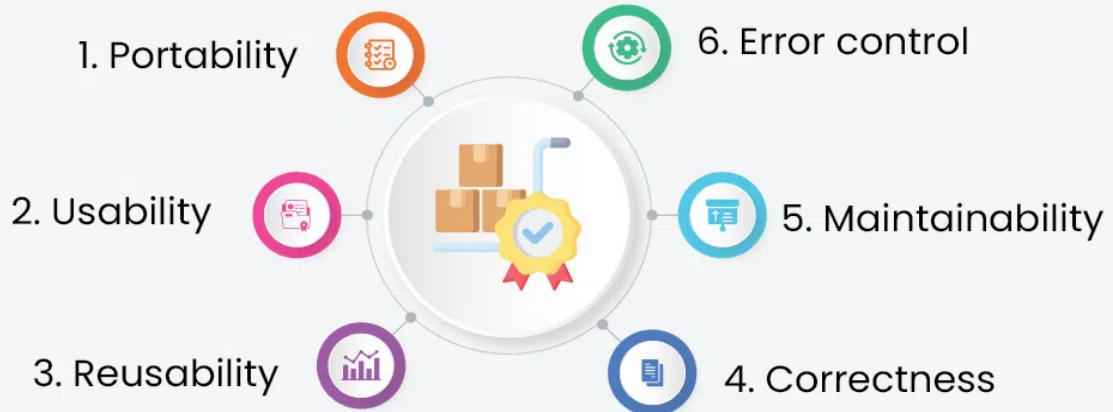 1. Portability
2. Usability
3. Reusability
4. Correctness
5. Maintainability
6. Error control